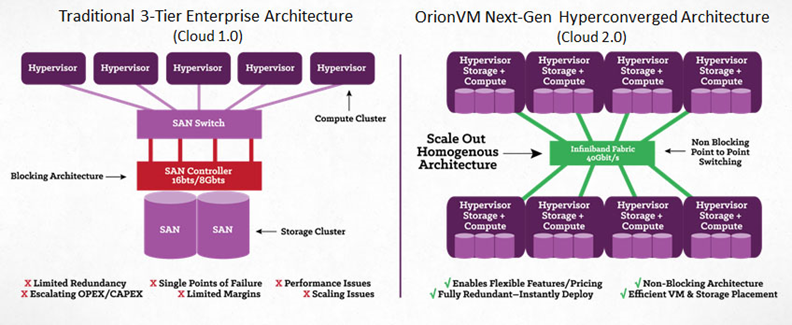 Traditional 3-Tier Enterprise Architecture
(Cloud 1.0)
Hypervisor Hypervisor Hypervisor Hypervisor Hypervisor
Compute Cluster
SAN Switch
Blocking Architecture
SAN Controller
16bts/8Gbts
SAN SAN
Storage Cluster
X Limited Redundancy X Single Points of Failure X Performance Issues
X Escalating OPEX/CAPEX X Limited Margins X Scaling Issues
OrionVM Next-Gen Hyperconverged Architecture
(Cloud 2.0)
Hypervisor Hypervisor Hypervisor Hypervisor
Storage + Storage + Storage + Storage +
Compute Compute Compute Compute
Scale Out
Homogenous
Architecture
Infiniband Fabric
40Gbit/s
Non Blocking
Point to Point
Switching
Hypervisor Hypervisor Hypervisor Hypervisor
Storage + Storage + Storage + Storage +
Compute Compute Compute Compute
√ Enables Flexible Features/Pricing √ Non-Blocking Architecture
√ Fully Redundant–Instantly Deploy √ Efficient VM & Storage Placement